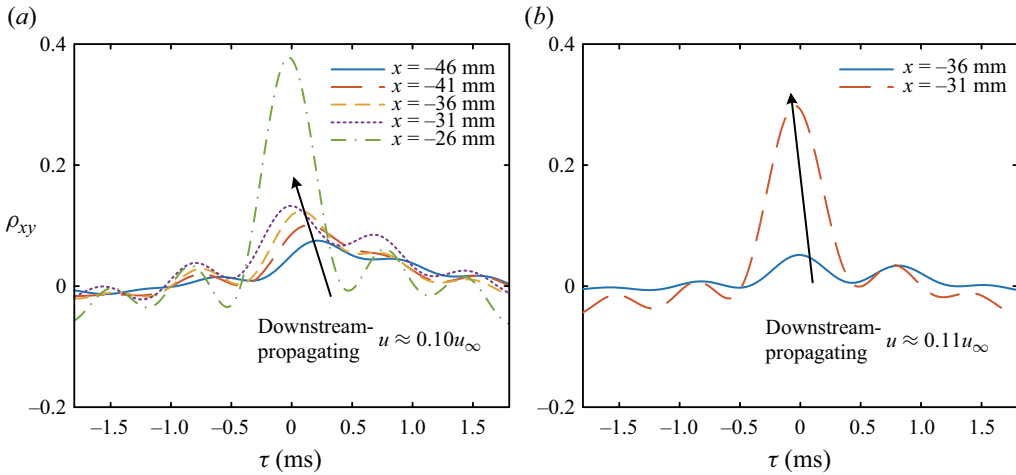 (a)
0.4
0.2
0
–0.2
ρxy
x = –46 mm
x = –41 mm
x = –36 mm
x = –31 mm
x = –26 mm
Downstream-
propagating
u ≈ 0.10u∞
–1.5 –1.0 –0.5 0 0.5 1.0 1.5
τ (ms)
(b)
0.4
0.2
0
–0.2
x = –36 mm
x = –31 mm
Downstream-
propagating
u ≈ 0.11u∞
–1.5 –1.0 –0.5 0 0.5 1.0 1.5
τ (ms)